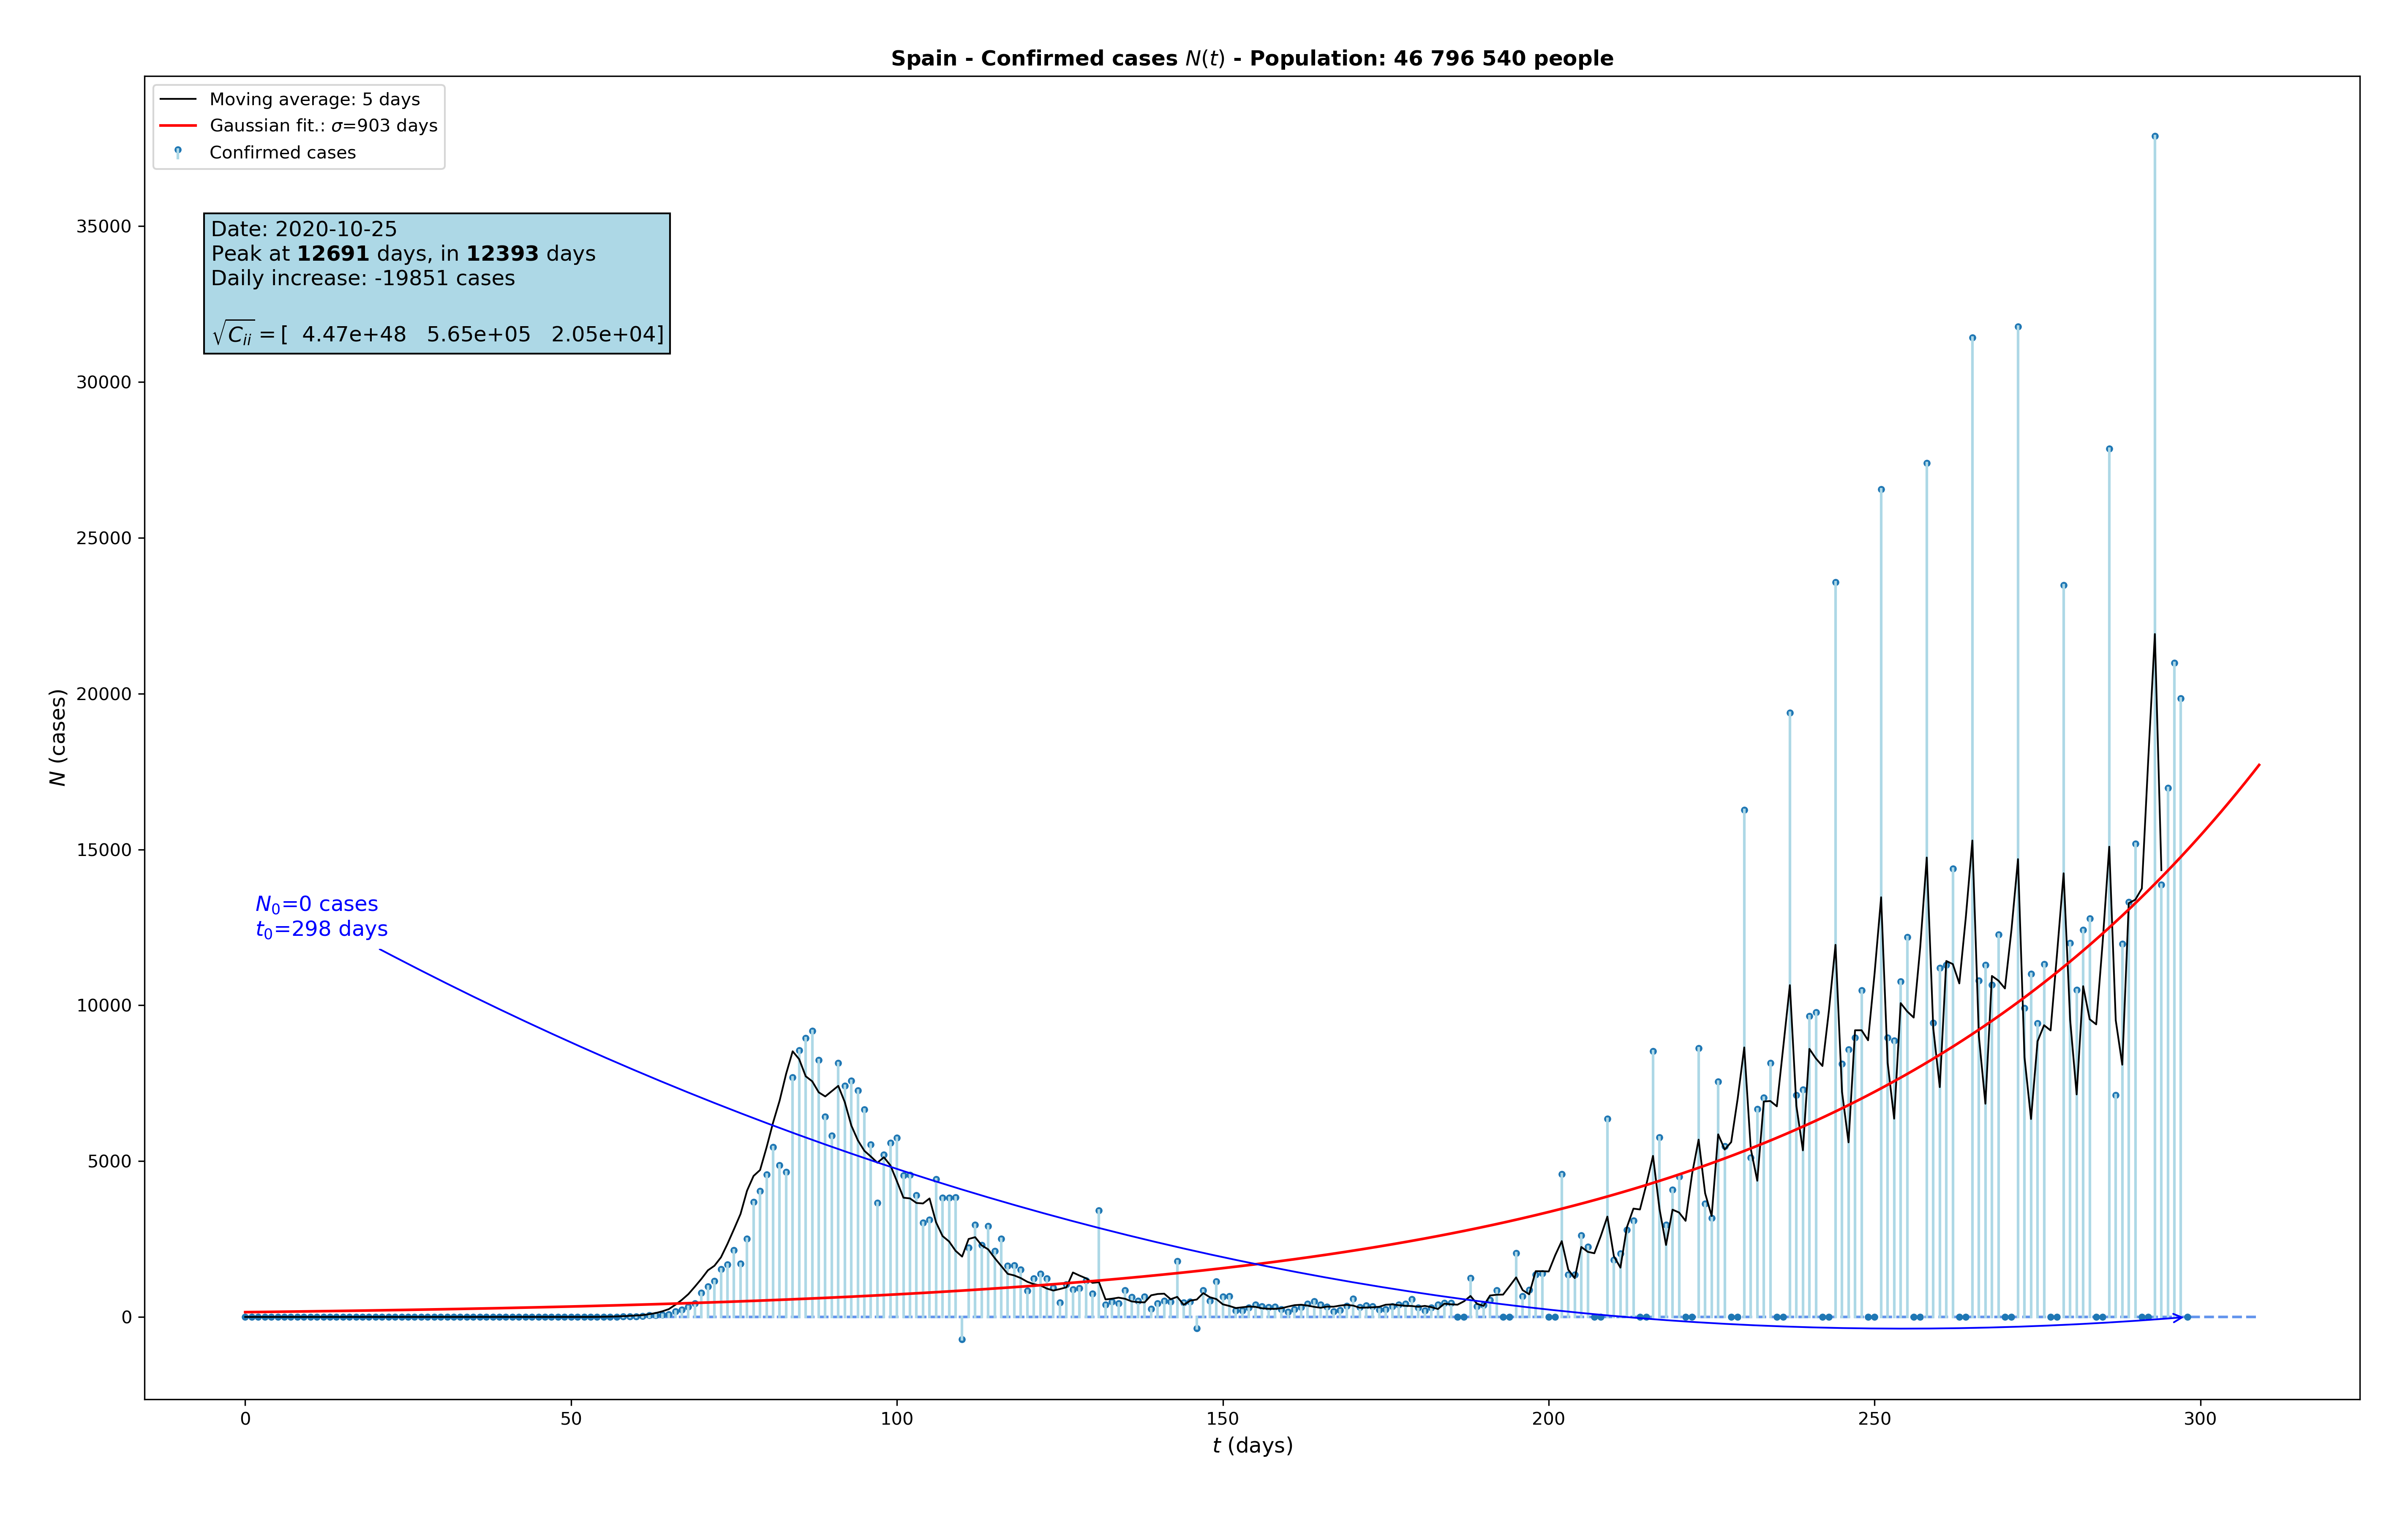 Spain - Confirmed cases N(t) - Population: 46 796 540 people
Moving average: 5 days
Gaussian fit.: σ=903 days
Confirmed cases
Date: 2020-10-25
Peak at 12691 days, in 12393 days
Daily increase: -19851 cases
√Cᵢᵢ = [ 4.47e+48 5.65e+05 2.05e+04]
N₀=0 cases
t₀=298 days
N (cases)
35000
30000
25000
20000
15000
10000
5000
0
0 50 100 150 200 250 300
t (days)